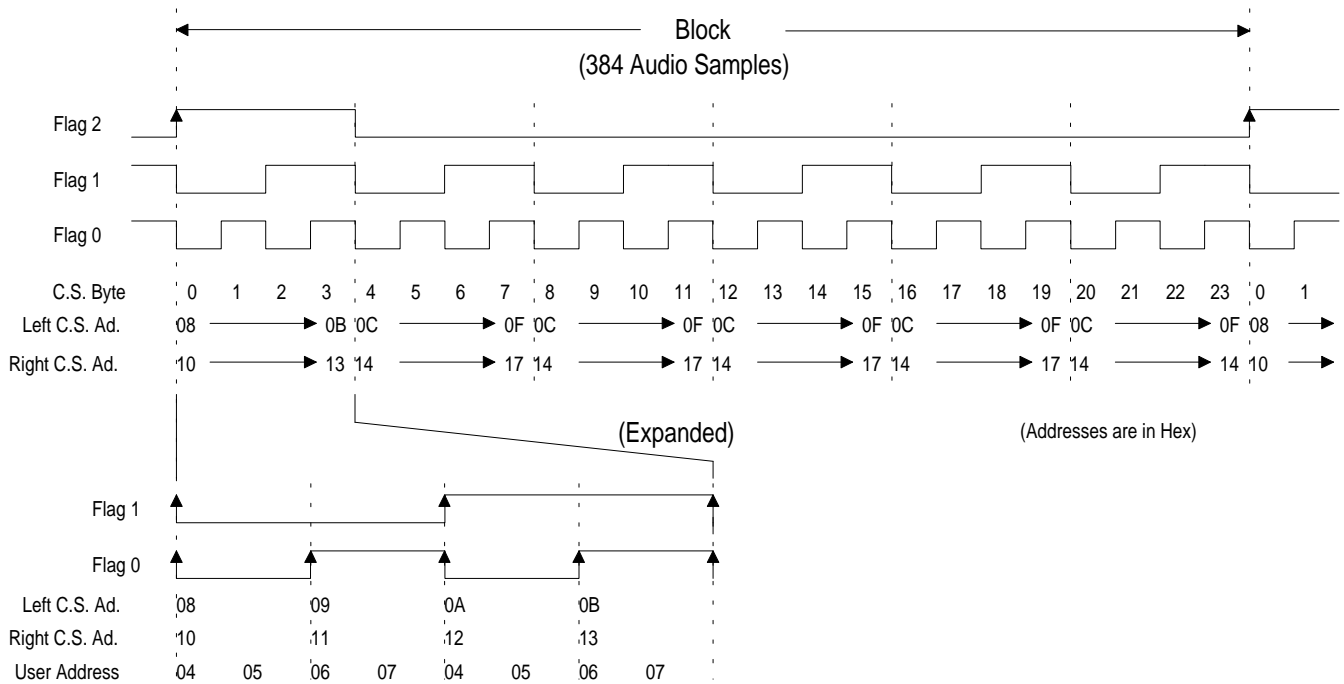 Block
(384 Audio Samples)
Flag 2
Flag 1
Flag 0
C.S. Byte 0 1 2 3 4 5 6 7 8 9 10 11 12 13 14 15 16 17 18 19 20 21 22 23 0 1
Left C.S. Ad. 08 0B 0C 0F 0C 0F 0C 0F 0C 0F 0C 0F 08
Right C.S. Ad. 10 13 14 17 14 17 14 17 14 17 14 14 10
(Expanded) (Addresses are in Hex)
Flag 1
Flag 0
Left C.S. Ad. 08 09 0A 0B
Right C.S. Ad. 10 11 12 13
User Address 04 05 06 07 04 05 06 07